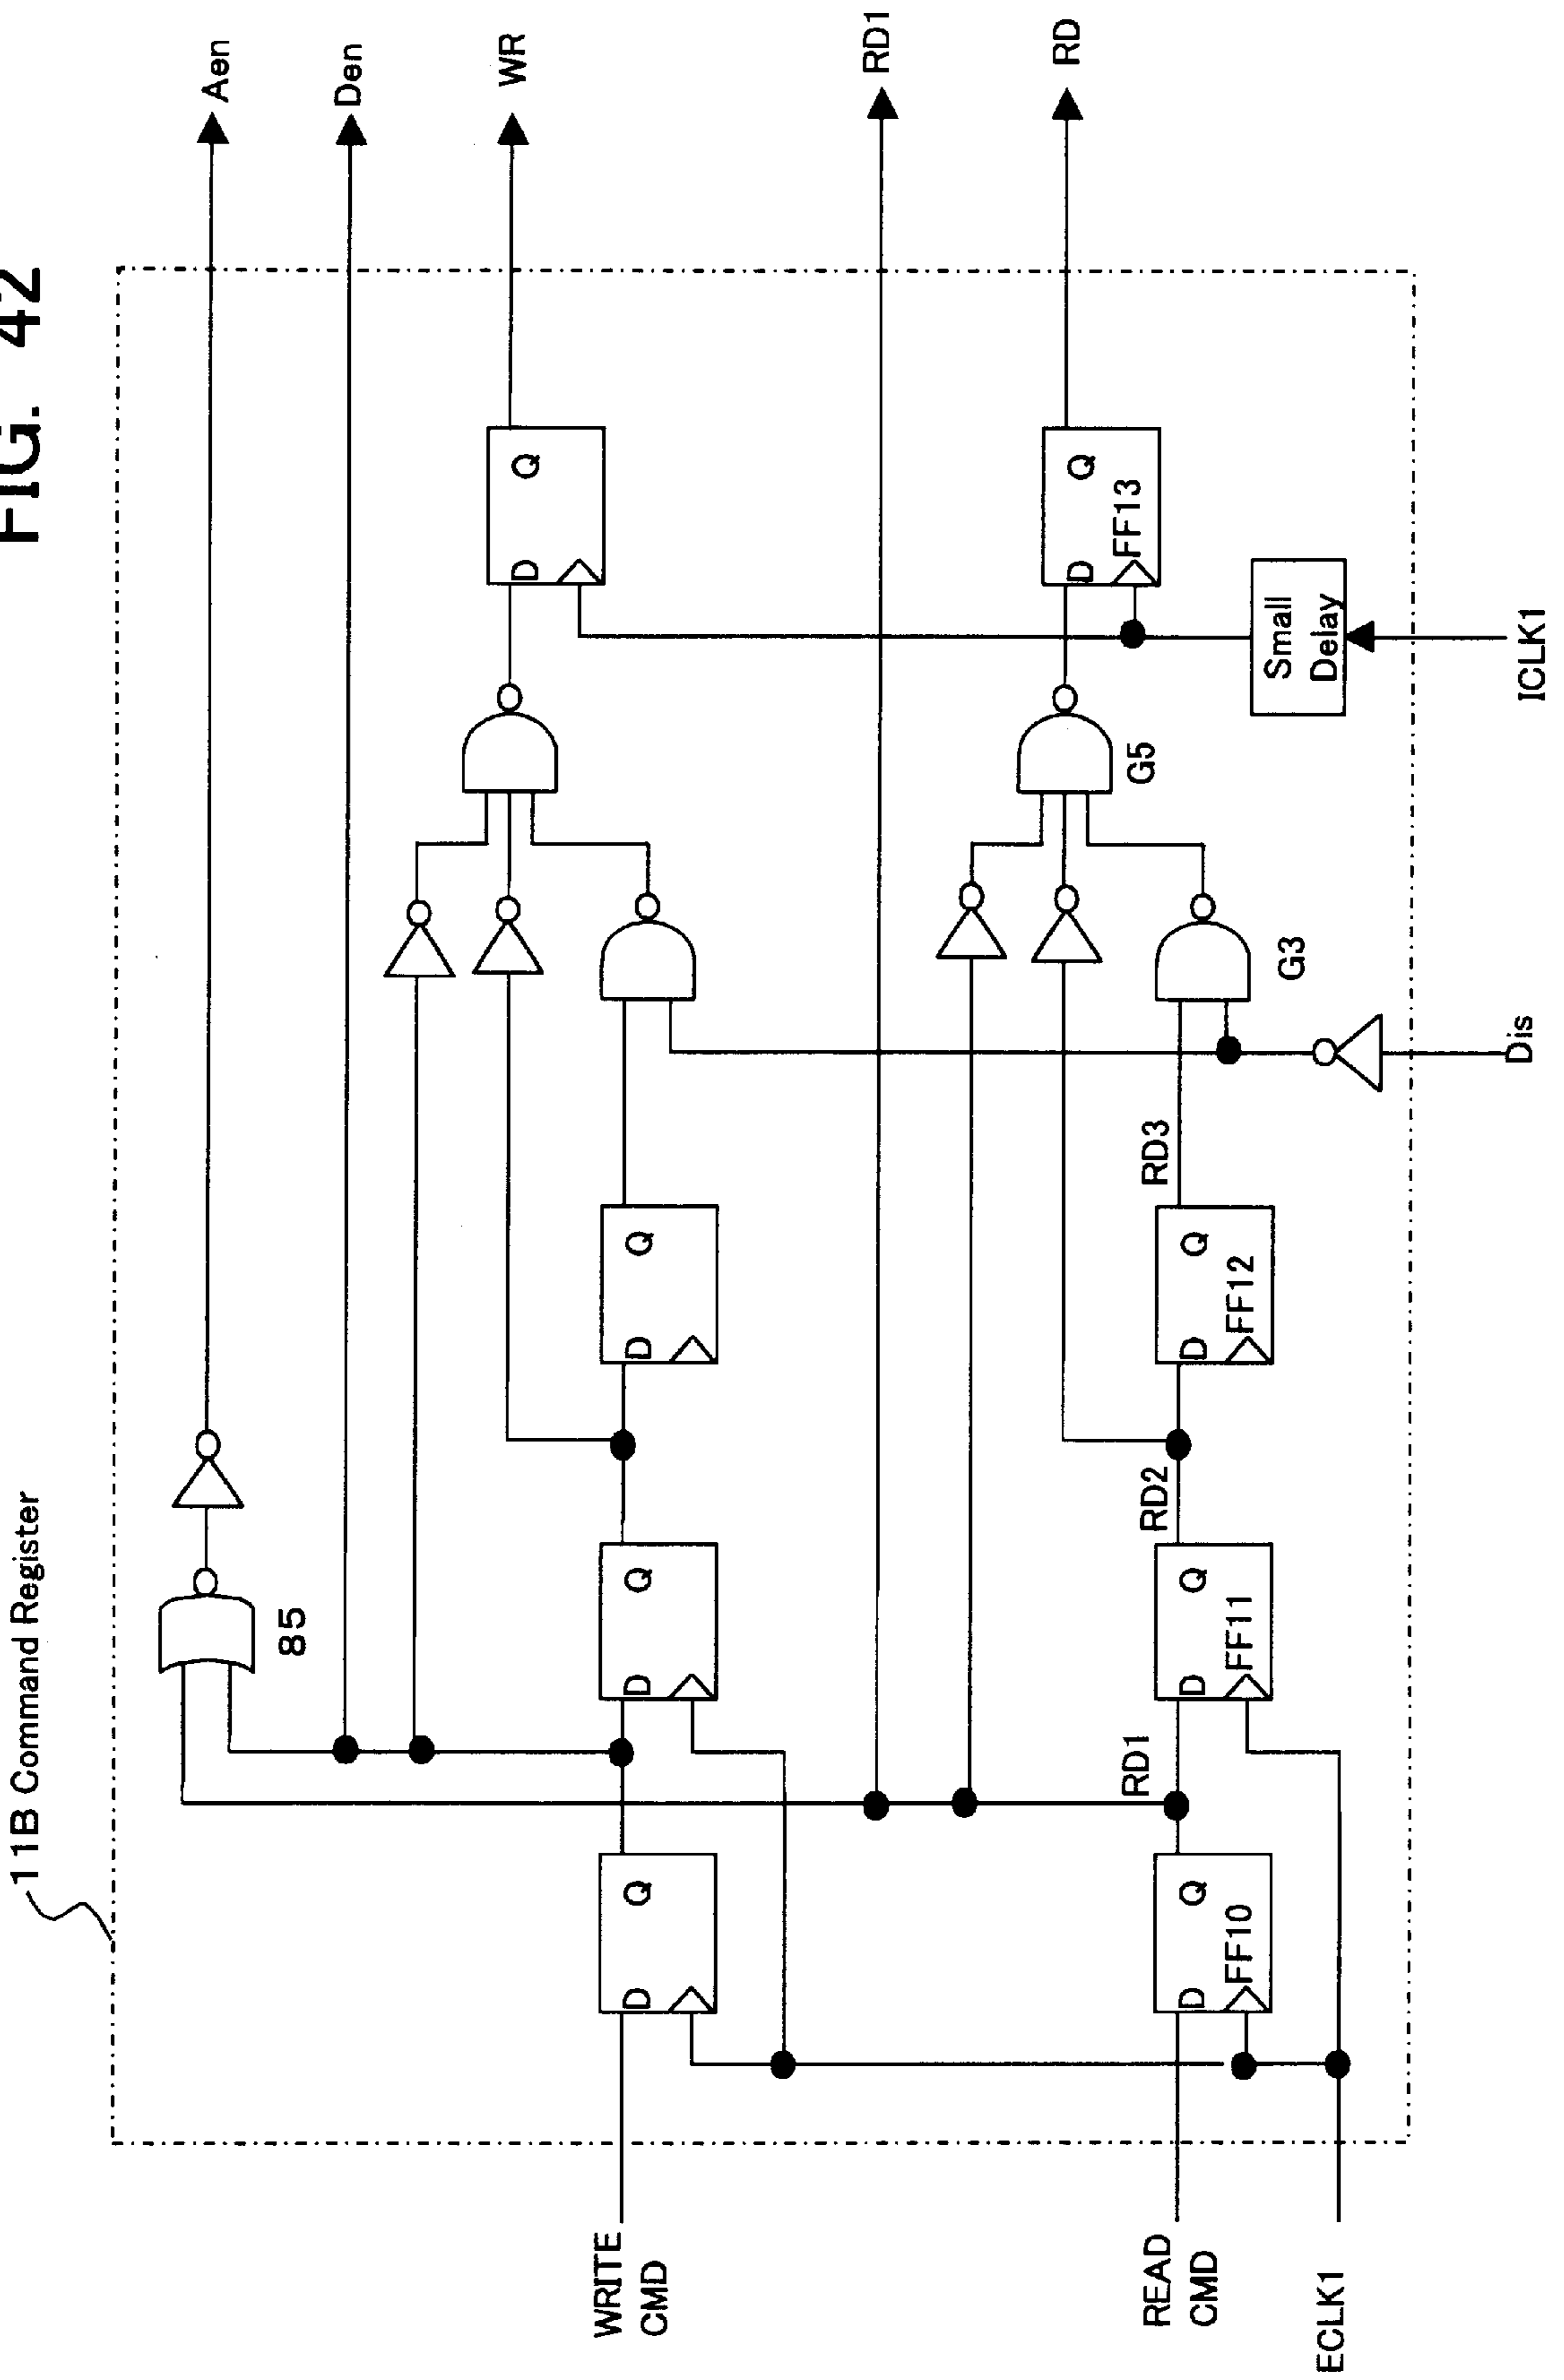 FIG. 42
11B Command Register
Aen
Den
WR
RD1
RD
85
D
Q
D
Q
D
Q
D
Q
WRITE
CMD
RD1
RD2
RD3
G3
G5
D
Q
FF10
D
Q
FF11
D
Q
FF12
D
Q
FF13
READ
CMD
ECLK1
Dis
Small
Delay
ICLK1